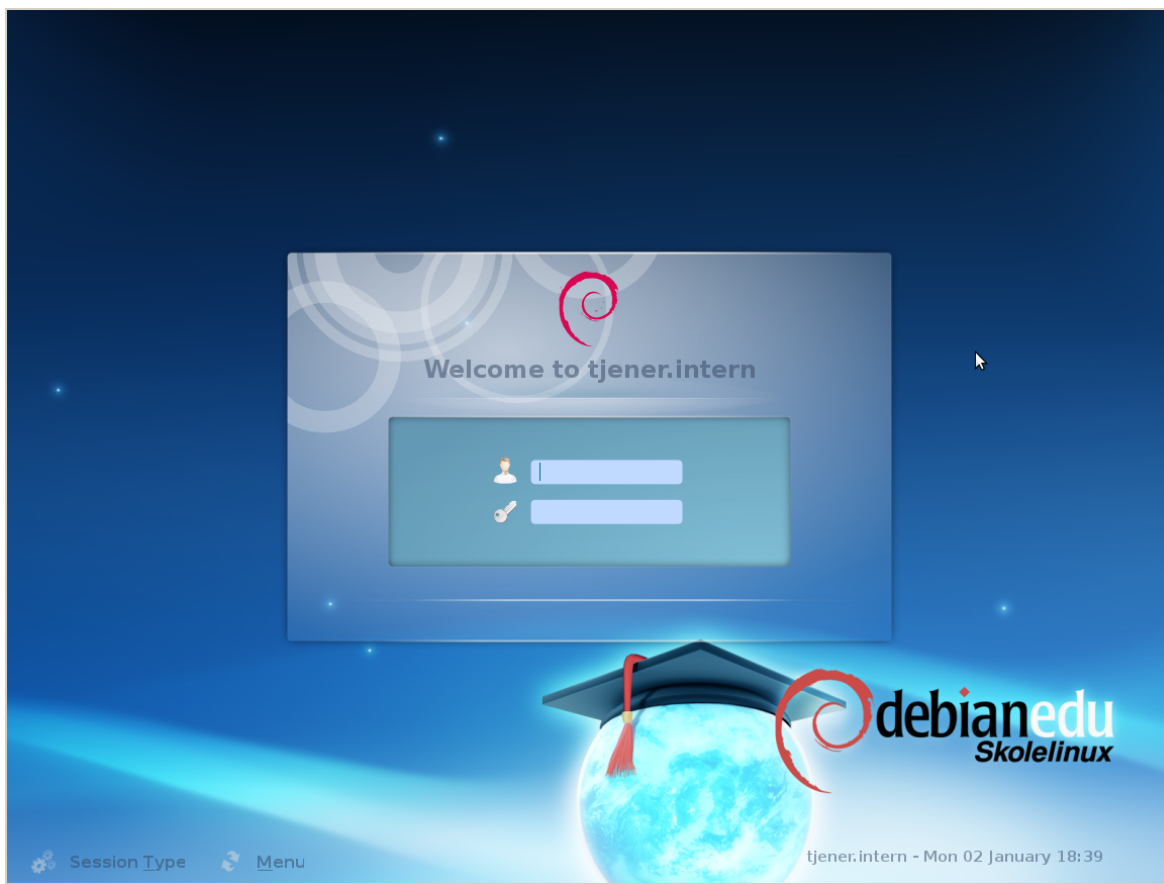 Welcome to tjener.intern
debianedu
Skolelinux
Session Type
Menu
tjener.intern - Mon 02 January 18:39